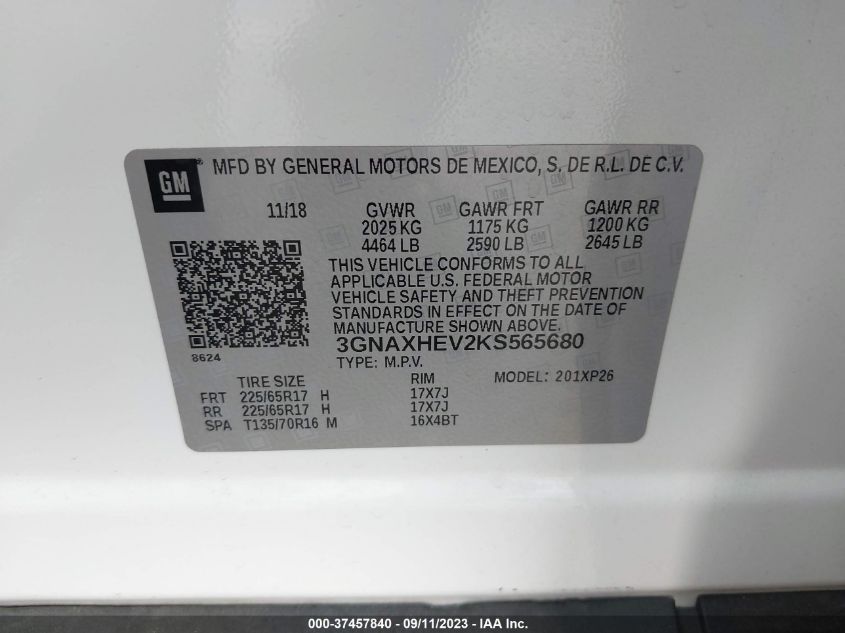 GM ® MFD BY GENERAL MOTORS DE MEXICO, S. DE R.L. DE C.V.
11/18 GVWR GAWR FRT GAWR RR
2025 KG 1175 KG 1200 KG
4464 LB 2590 LB 2645 LB
THIS VEHICLE CONFORMS TO ALL
APPLICABLE U.S. FEDERAL MOTOR
VEHICLE SAFETY AND THEFT PREVENTION
STANDARDS IN EFFECT ON THE DATE OF
MANUFACTURE SHOWN ABOVE.
8624
3GNAXHEV2KS565680
TYPE: M.P.V. MODEL: 201XP26
TIRE SIZE RIM
FRT 225/65R17 H 17X7J
RR 225/65R17 H 17X7J
SPA T135/70R16 M 16X4BT
000-37457840 - 09/11/2023 - IAA Inc.